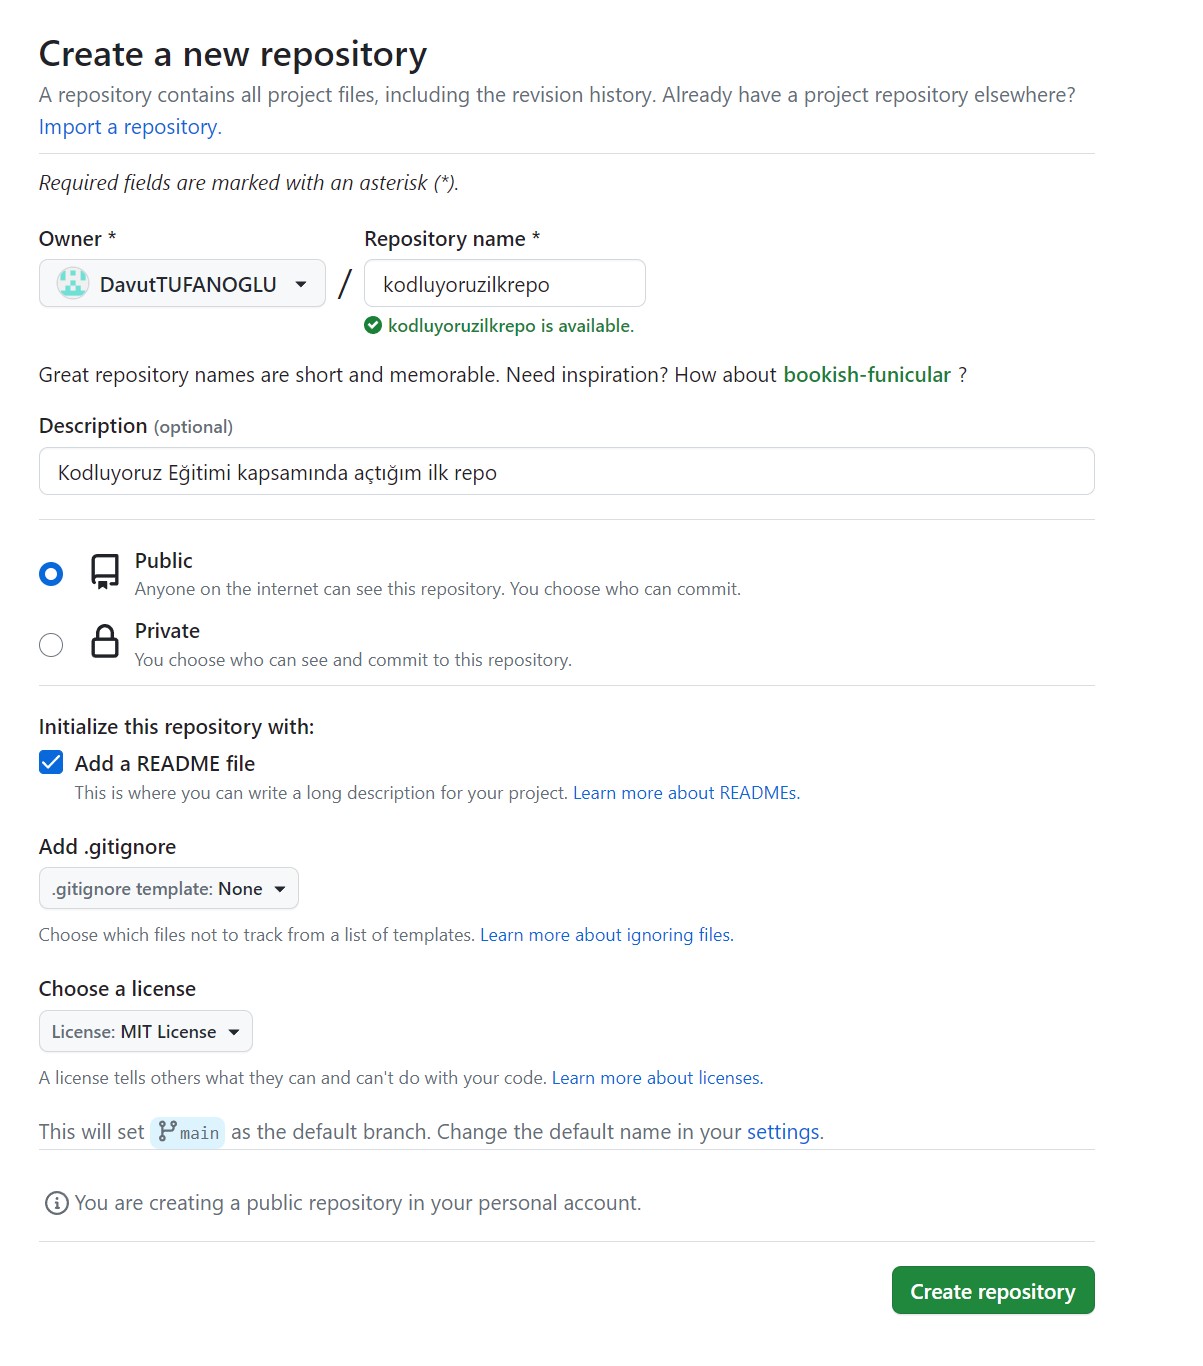 Create a new repository
A repository contains all project files, including the revision history. Already have a project repository elsewhere?
Import a repository.
Required fields are marked with an asterisk (*).
Owner *
Repository name *
DavutTUFANOGLU
/
kodluyoruzilkrepo
kodluyoruzilkrepo is available.
Great repository names are short and memorable. Need inspiration? How about bookish-funicular ?
Description (optional)
Kodluyoruz Eğitimi kapsamında açtığım ilk repo
Public
Anyone on the internet can see this repository. You choose who can commit.
Private
You choose who can see and commit to this repository.
Initialize this repository with:
Add a README file
This is where you can write a long description for your project. Learn more about READMEs.
Add .gitignore
.gitignore template: None
Choose which files not to track from a list of templates. Learn more about ignoring files.
Choose a license
License: MIT License
A license tells others what they can and can't do with your code. Learn more about licenses.
This will set main as the default branch. Change the default name in your settings.
You are creating a public repository in your personal account.
Create repository